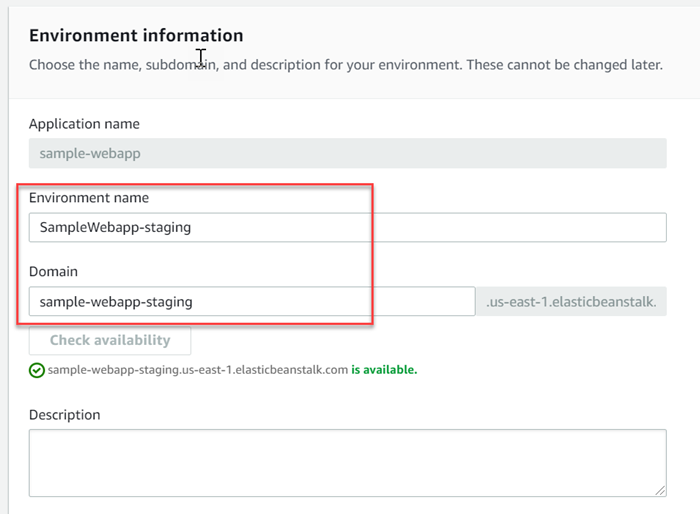 Environment information
Choose the name, subdomain, and description for your environment. These cannot be changed later.
Application name
sample-webapp
Environment name
SampleWebapp-staging
Domain
sample-webapp-staging
.us-east-1.elasticbeanstalk.
Check availability
sample-webapp-staging.us-east-1.elasticbeanstalk.com is available.
Description